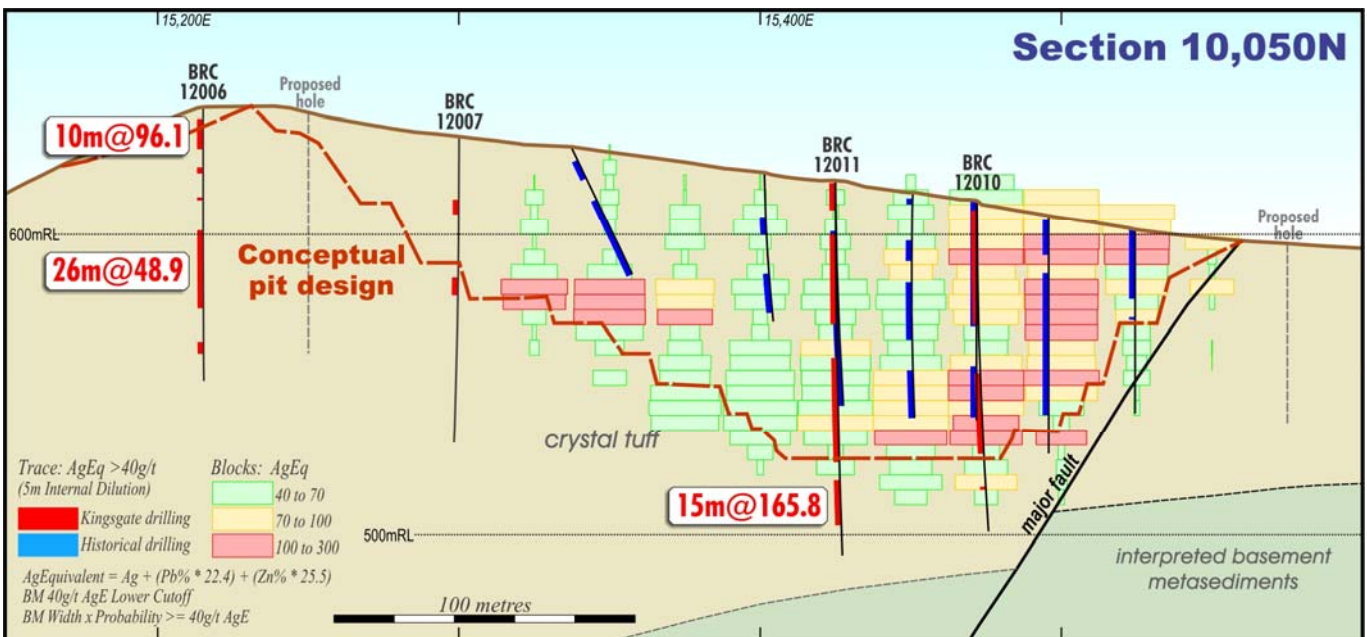 15,200E
15,400E
Section 10,050N
BRC
12006
Proposed
hole
BRC
12007
BRC
12011
BRC
12010
Proposed
hole
10m@96.1
600mRL
26m@48.9
Conceptual
pit design
crystal tuff
15m@165.8
500mRL
major fault
interpreted basement
metasediments
Trace: AgEq >40g/t
(5m Internal Dilution)
Kingsgate drilling
Historical drilling
Blocks: AgEq
40 to 70
70 to 100
100 to 300
AgEquivalent = Ag + (Pb% * 22.4) + (Zn% * 25.5)
BM 40g/t AgE Lower Cutoff
BM Width x Probability >= 40g/t AgE
100 metres